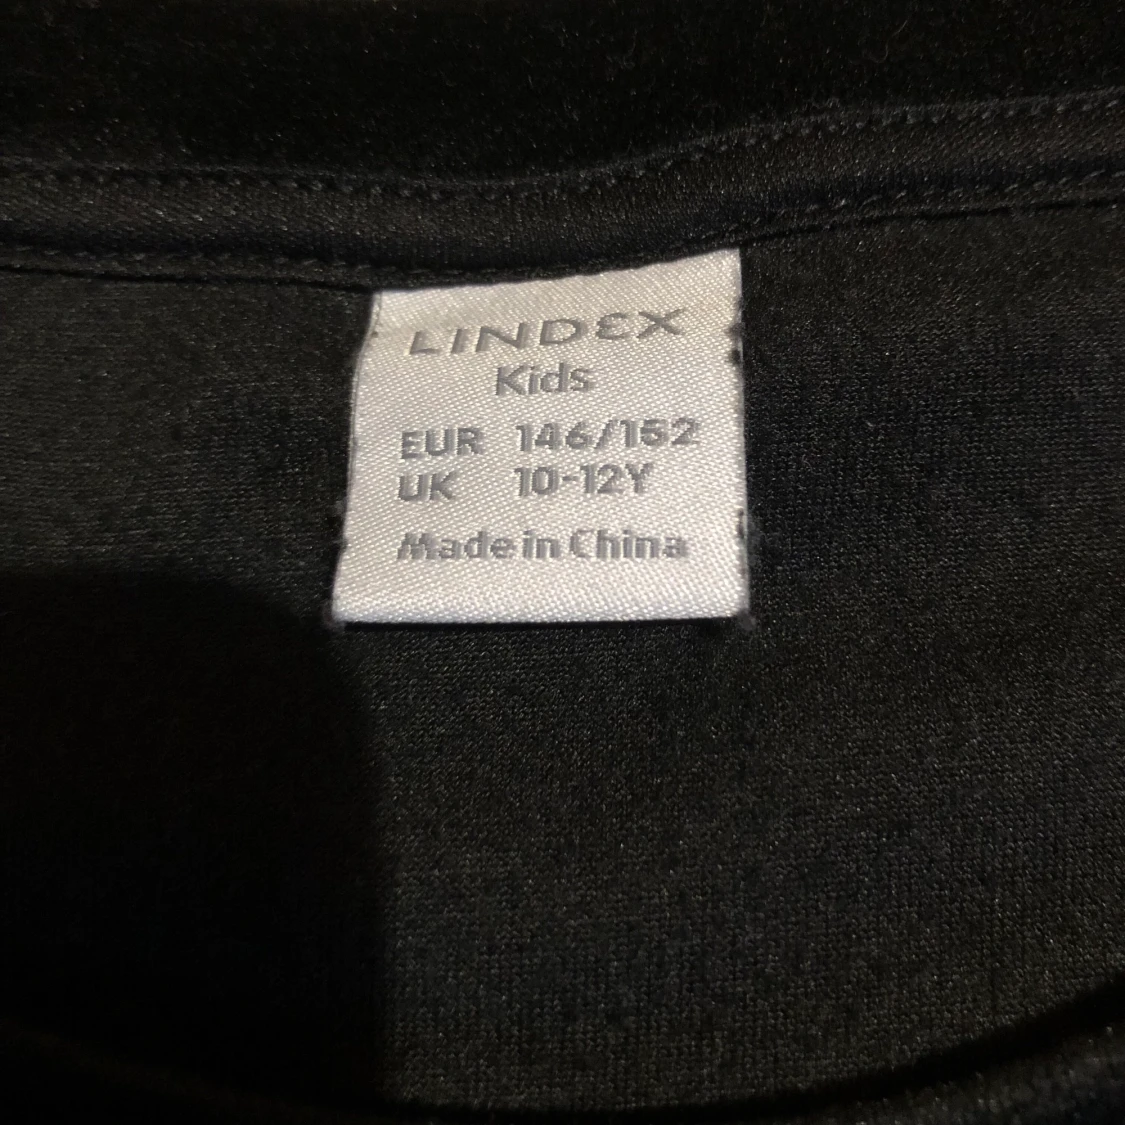 LINDEX
Kids
EUR 146/152
UK 10-12Y
Made in China